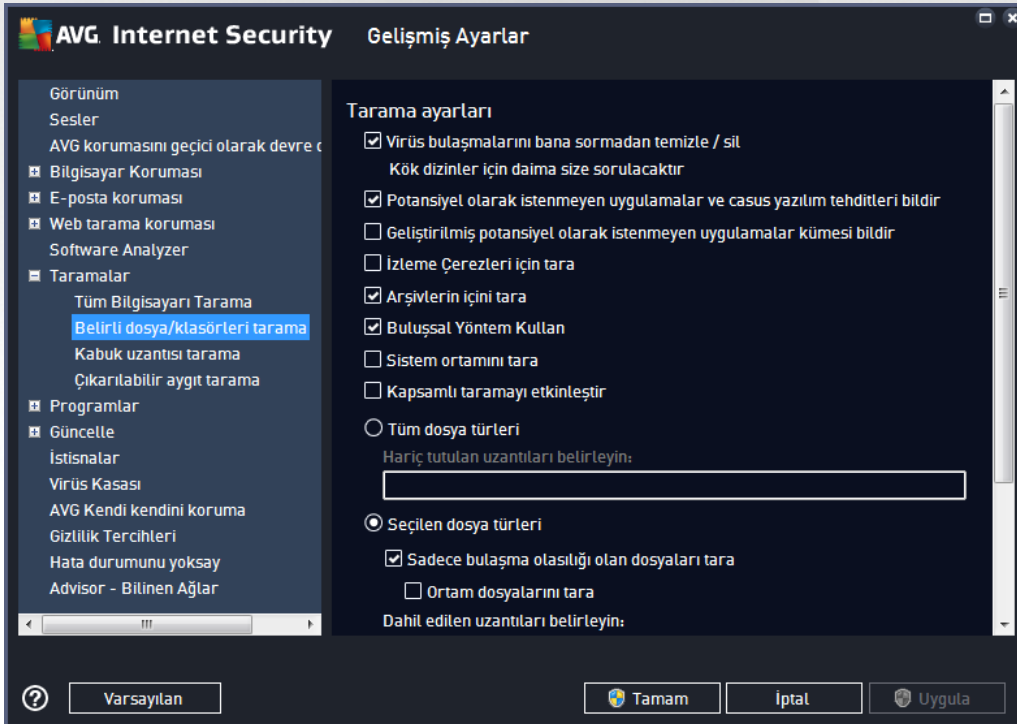 AVG Internet Security Gelişmiş Ayarlar
Görünüm
Sesler
AVG korumasını geçici olarak devre
Bilgisayar Koruması
E-posta koruması
Web tarama koruması
Software Analyzer
Taramalar
Tüm Bilgisayarı Tarama
Belirli dosya/klasörleri tarama
Kabuk uzantısı tarama
Çıkarılabilir aygıt tarama
Programlar
Güncelle
İstisnalar
Virüs Kasası
AVG Kendi kendini koruma
Gizlilik Tercihleri
Hata durumunu yoksay
Advisor - Bilinen Ağlar
Tarama ayarları
Virüs bulaşmalarını bana sormadan temizle / sil
Kök dizinler için daima size sorulacaktır
Potansiyel olarak istenmeyen uygulamalar ve casus yazılım tehditleri bildir
Geliştirilmiş potansiyel olarak istenmeyen uygulamalar kümesi bildir
İzleme Çerezleri için tara
Arşivlerin içini tara
Buluşsal Yöntem Kullan
Sistem ortamını tara
Kapsamlı taramayı etkinleştir
Tüm dosya türleri
Hariç tutulan uzantıları belirleyin:
Seçilen dosya türleri
Sadece bulaşma olasılığı olan dosyaları tara
Ortam dosyalarını tara
Dahil edilen uzantıları belirleyin:
? Varsayılan Tamam İptal Uygula